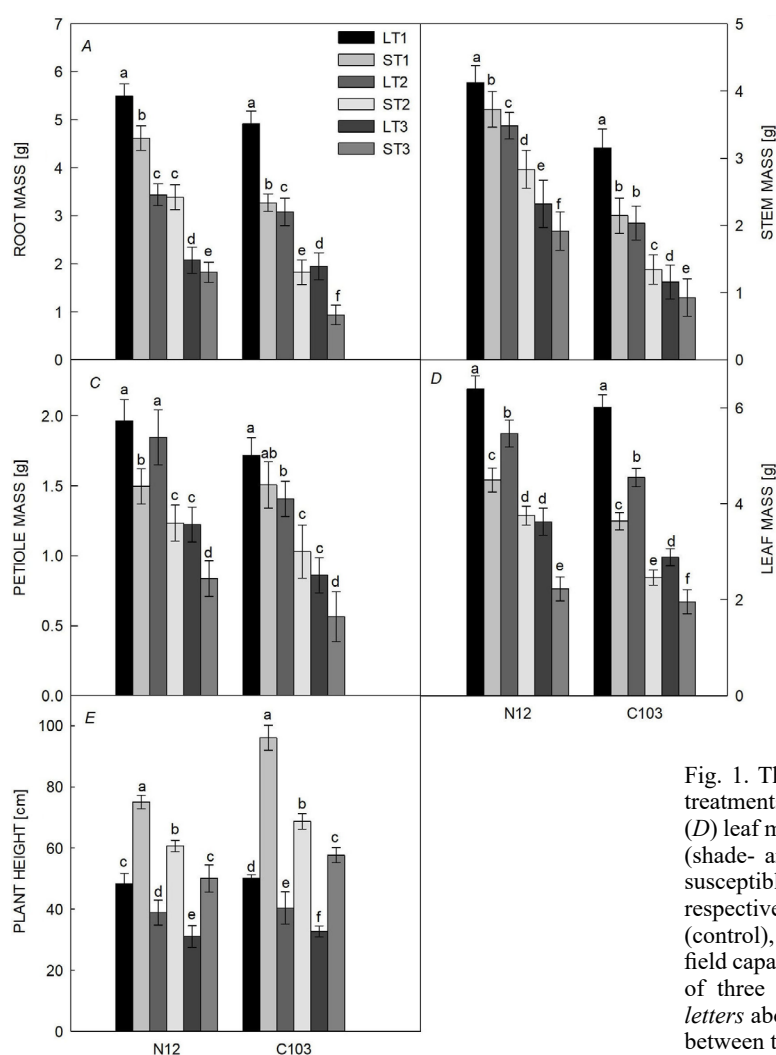 A
ROOT MASS [g]
7
6
5
4
3
2
1
0
LT1
ST1
LT2
ST2
LT3
ST3
a
b
c
c
d
e
a
b
c
e
d
f
STEM MASS [g]
5
4
3
2
1
0
a
b
c
d
e
f
a
b
b
c
d
e
C
PETIOLE MASS [g]
2.0
1.5
1.0
0.5
0.0
a
b
a
c
c
d
a
ab
b
c
c
d
D
LEAF MASS [g]
6
4
2
0
a
c
b
d
d
e
a
c
b
e
d
f
N12
C103
E
PLANT HEIGHT [cm]
100
80
60
40
20
0
c
a
d
b
e
c
d
a
e
b
f
c
N12
C103
Fig. 1. Th
treatment
(D) leaf m
(shade- a
susceptibl
respective
(control),
field capa
of three
letters abo
between t